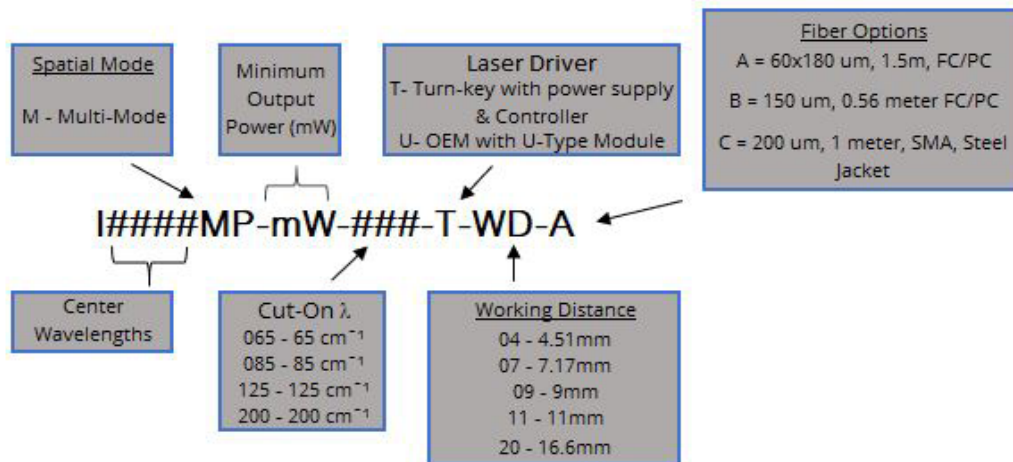 Spatial Mode
M - Multi-Mode
Minimum
Output
Power (mW)
Laser Driver
T- Turn-key with power supply
& Controller
U- OEM with U-Type Module
Fiber Options
A = 60x180 um, 1.5m, FC/PC
B = 150 um, 0.56 meter FC/PC
C = 200 um, 1 meter, SMA, Steel
Jacket
I####MP-mW-###-T-WD-A
Center
Wavelengths
Cut-On λ
065 - 65 cm⁻¹
085 - 85 cm⁻¹
125 - 125 cm⁻¹
200 - 200 cm⁻¹
Working Distance
04 - 4.51mm
07 - 7.17mm
09 - 9mm
11 - 11mm
20 - 16.6mm